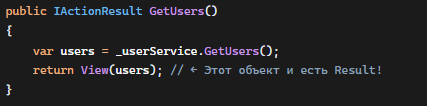 public IActionResult GetUsers()
{
    var users = _userService.GetUsers();
    return View(users); // ← Этот объект и есть Result!
}